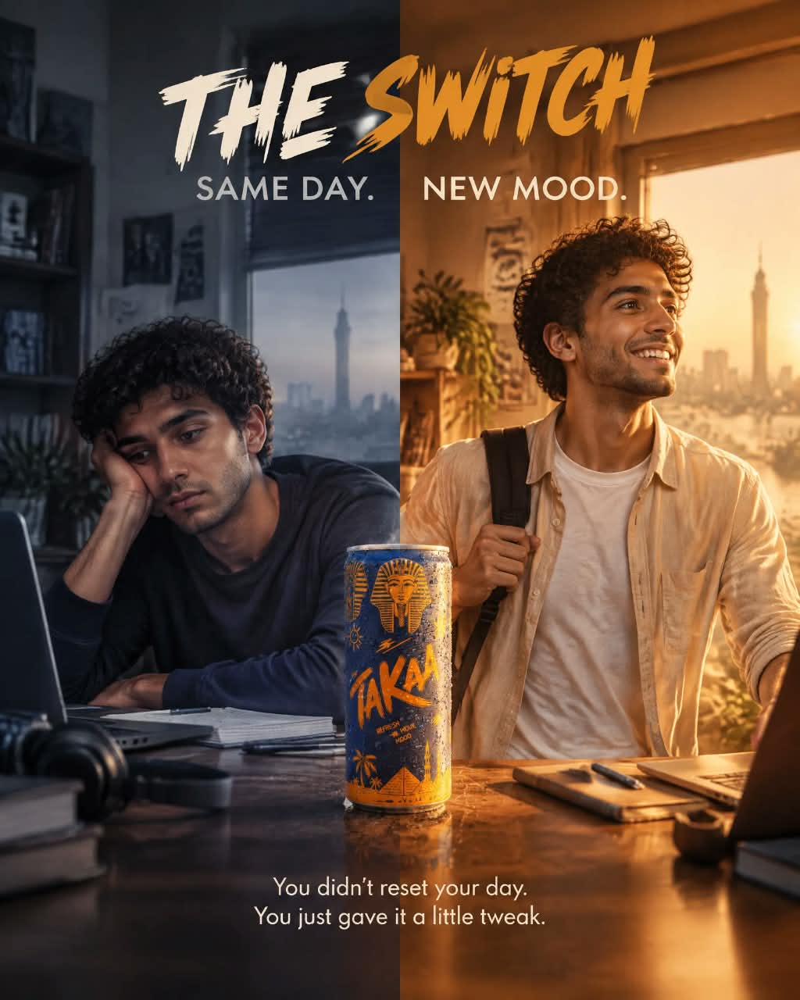 THE SWiTCH
SAME DAY. NEW MOOD.
TAKAA
REFRESH
YOUR
MOOD
You didn't reset your day.
You just gave it a little tweak.